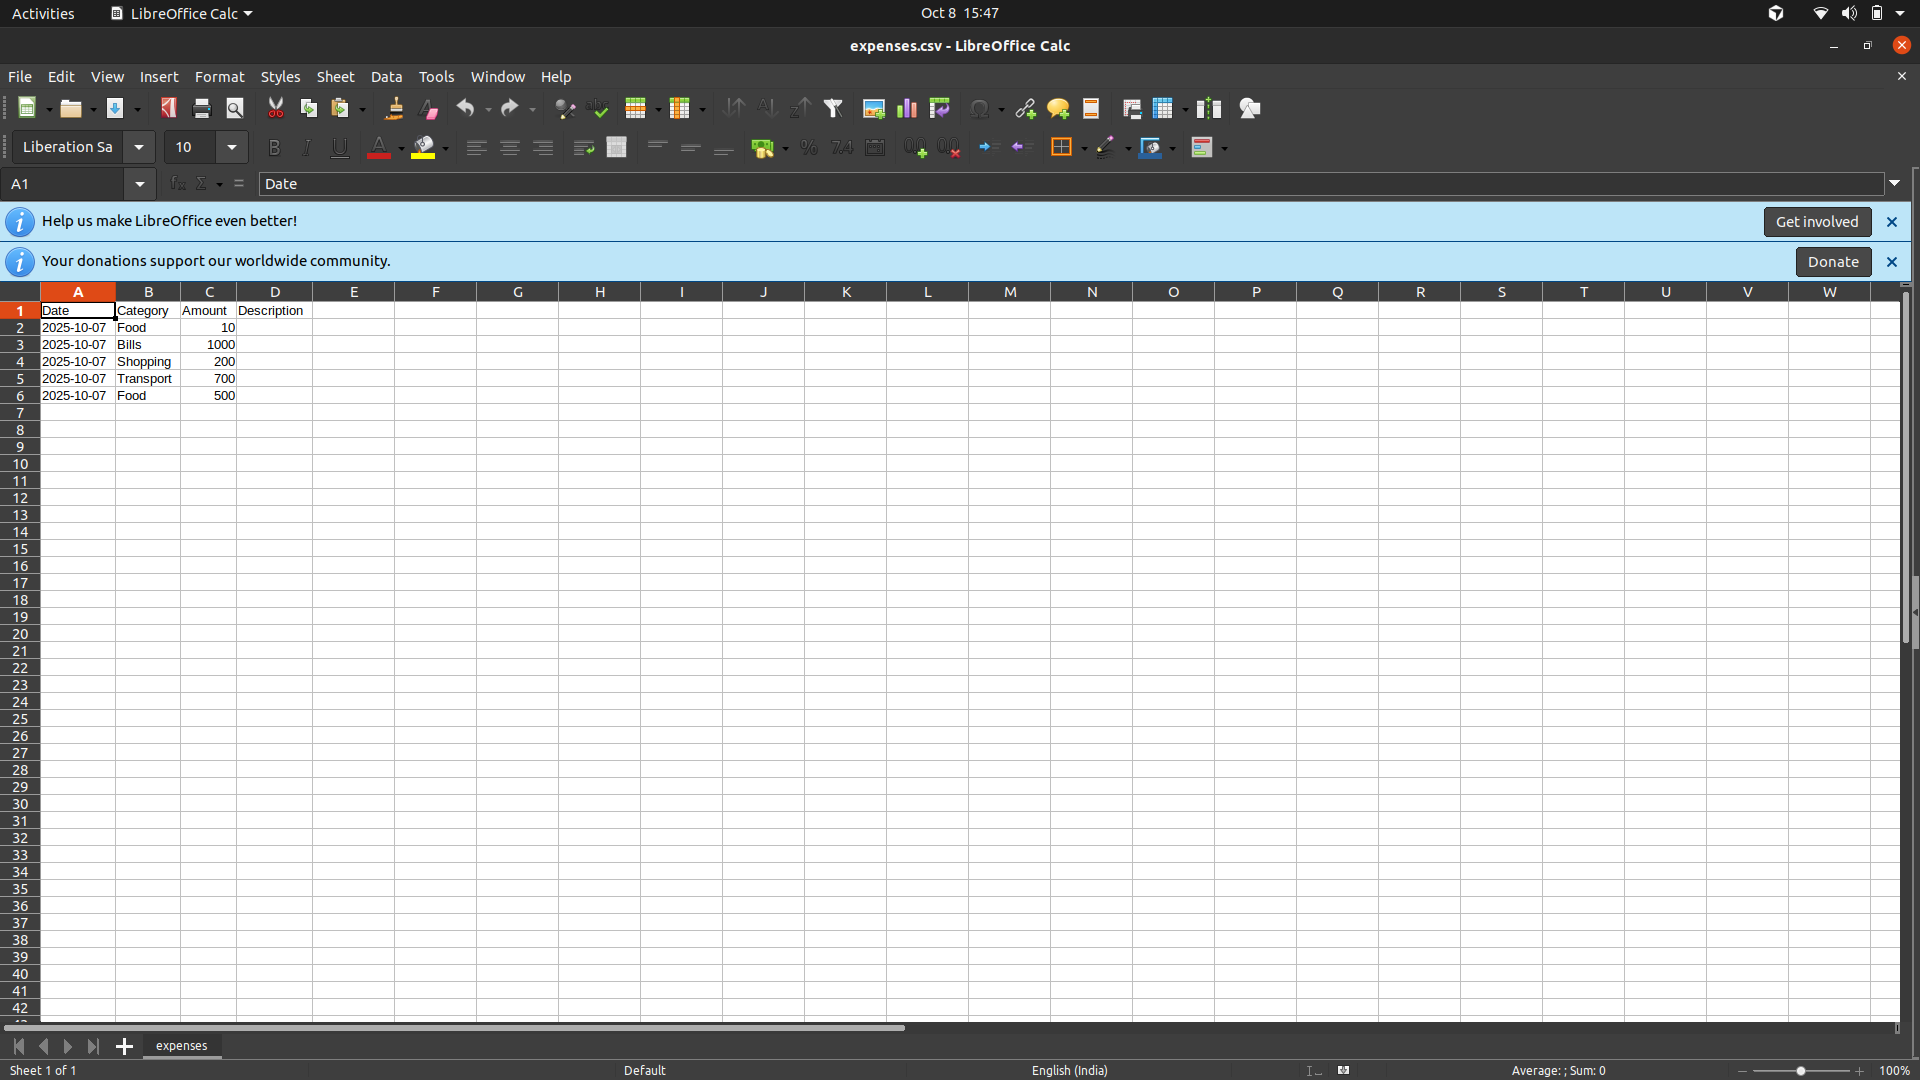 Activities LibreOffice Calc Oct 8 15:47
expenses.csv - LibreOffice Calc
File Edit View Insert Format Styles Sheet Data Tools Window Help
Liberation Sa 10
A1 Date
Help us make LibreOffice even better! Get involved
Your donations support our worldwide community. Donate
A B C D E F G H I J K L M N O P Q R S T U V W
1 Date Category Amount Description
2 2025-10-07 Food 10
3 2025-10-07 Bills 1000
4 2025-10-07 Shopping 200
5 2025-10-07 Transport 700
6 2025-10-07 Food 500
7
8
9
10
11
12
13
14
15
16
17
18
19
20
21
22
23
24
25
26
27
28
29
30
31
32
33
34
35
36
37
38
39
40
41
42
expenses
Sheet 1 of 1 Default English (India) Average: ; Sum: 0 100%